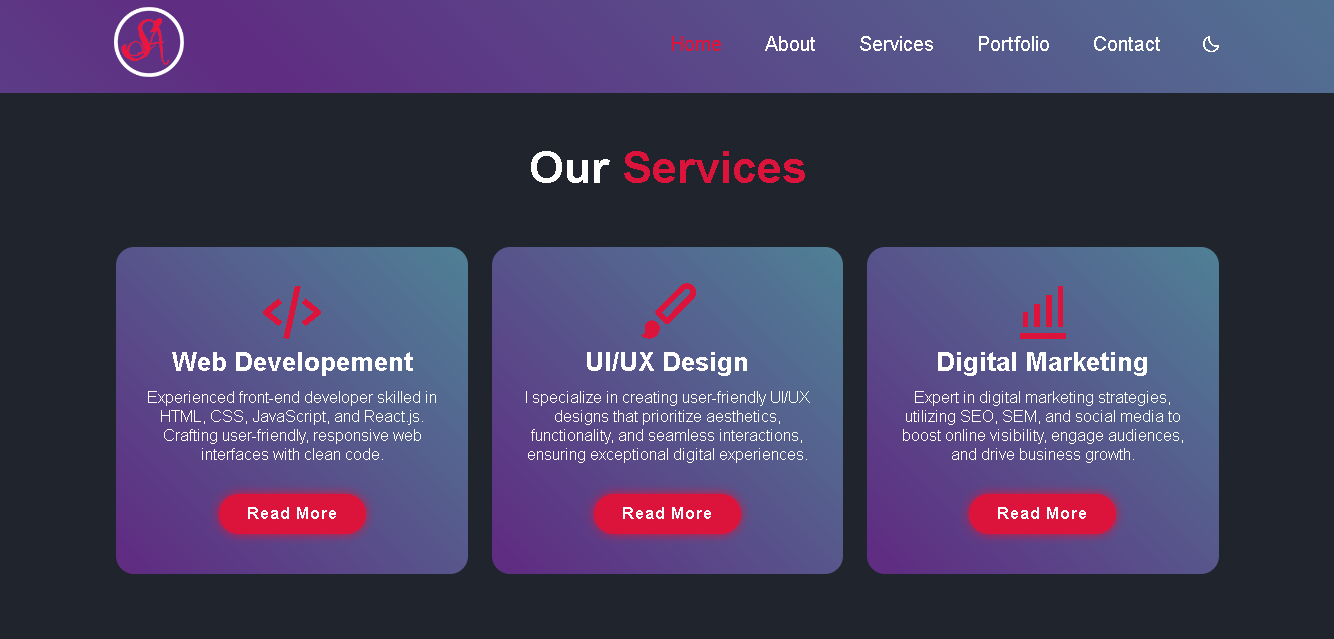 SA
Home About Services Portfolio Contact
Our Services
Web Developement
Experienced front-end developer skilled in
HTML, CSS, JavaScript, and React.js.
Crafting user-friendly, responsive web
interfaces with clean code.
Read More
UI/UX Design
I specialize in creating user-friendly UI/UX
designs that prioritize aesthetics,
functionality, and seamless interactions,
ensuring exceptional digital experiences.
Read More
Digital Marketing
Expert in digital marketing strategies,
utilizing SEO, SEM, and social media to
boost online visibility, engage audiences,
and drive business growth.
Read More